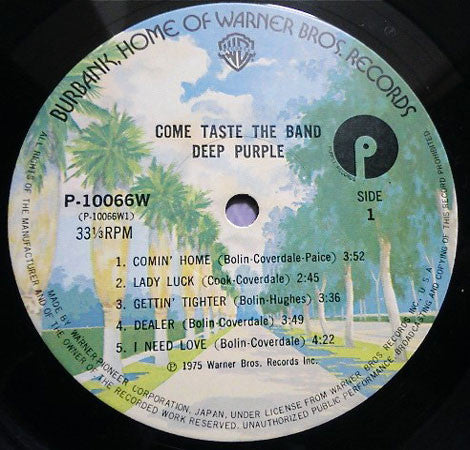 BURBANK, HOME OF WARNER BROS. RECORDS
COME TASTE THE BAND
DEEP PURPLE
P-10066W
(P-10066W1)
33⅓RPM
SIDE
1
1. COMIN' HOME (Bolin-Coverdale-Paice) 3:52
2. LADY LUCK (Cook-Coverdale) 2:45
3. GETTIN' TIGHTER (Bolin-Hughes) 3:36
4. DEALER (Bolin-Coverdale) 3:49
5. I NEED LOVE (Bolin-Coverdale) 4:22
℗ 1975 Warner Bros. Records Inc.
MADE BY WARNER-PIONEER CORPORATION, JAPAN, UNDER LICENSE FROM WARNER BROS. RECORDS INC., U.S.A.
ALL RIGHTS OF THE MANUFACTURER AND OF THE OWNER OF THE RECORDED WORK RESERVED. UNAUTHORIZED PUBLIC PERFORMANCE, BROADCASTING AND COPYING OF THIS RECORD PROHIBITED.